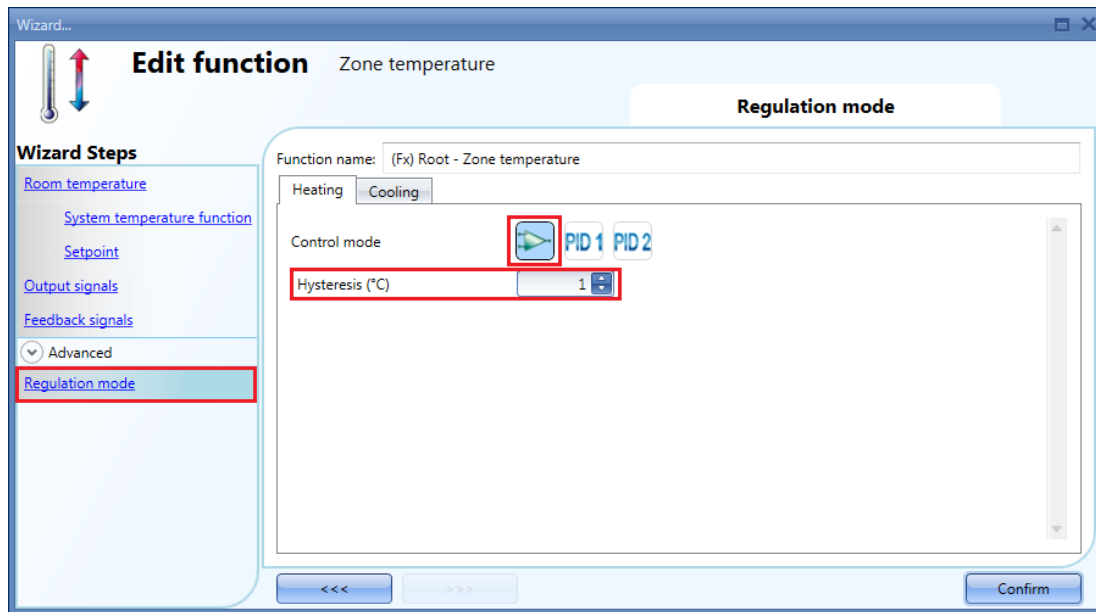 Wizard...
Edit function Zone temperature
Regulation mode
Wizard Steps
Room temperature
System temperature function
Setpoint
Output signals
Feedback signals
Advanced
Regulation mode
Function name: (Fx) Root - Zone temperature
Heating Cooling
Control mode PID 1 PID 2
Hysteresis (°C) 1
<<< >>> Confirm